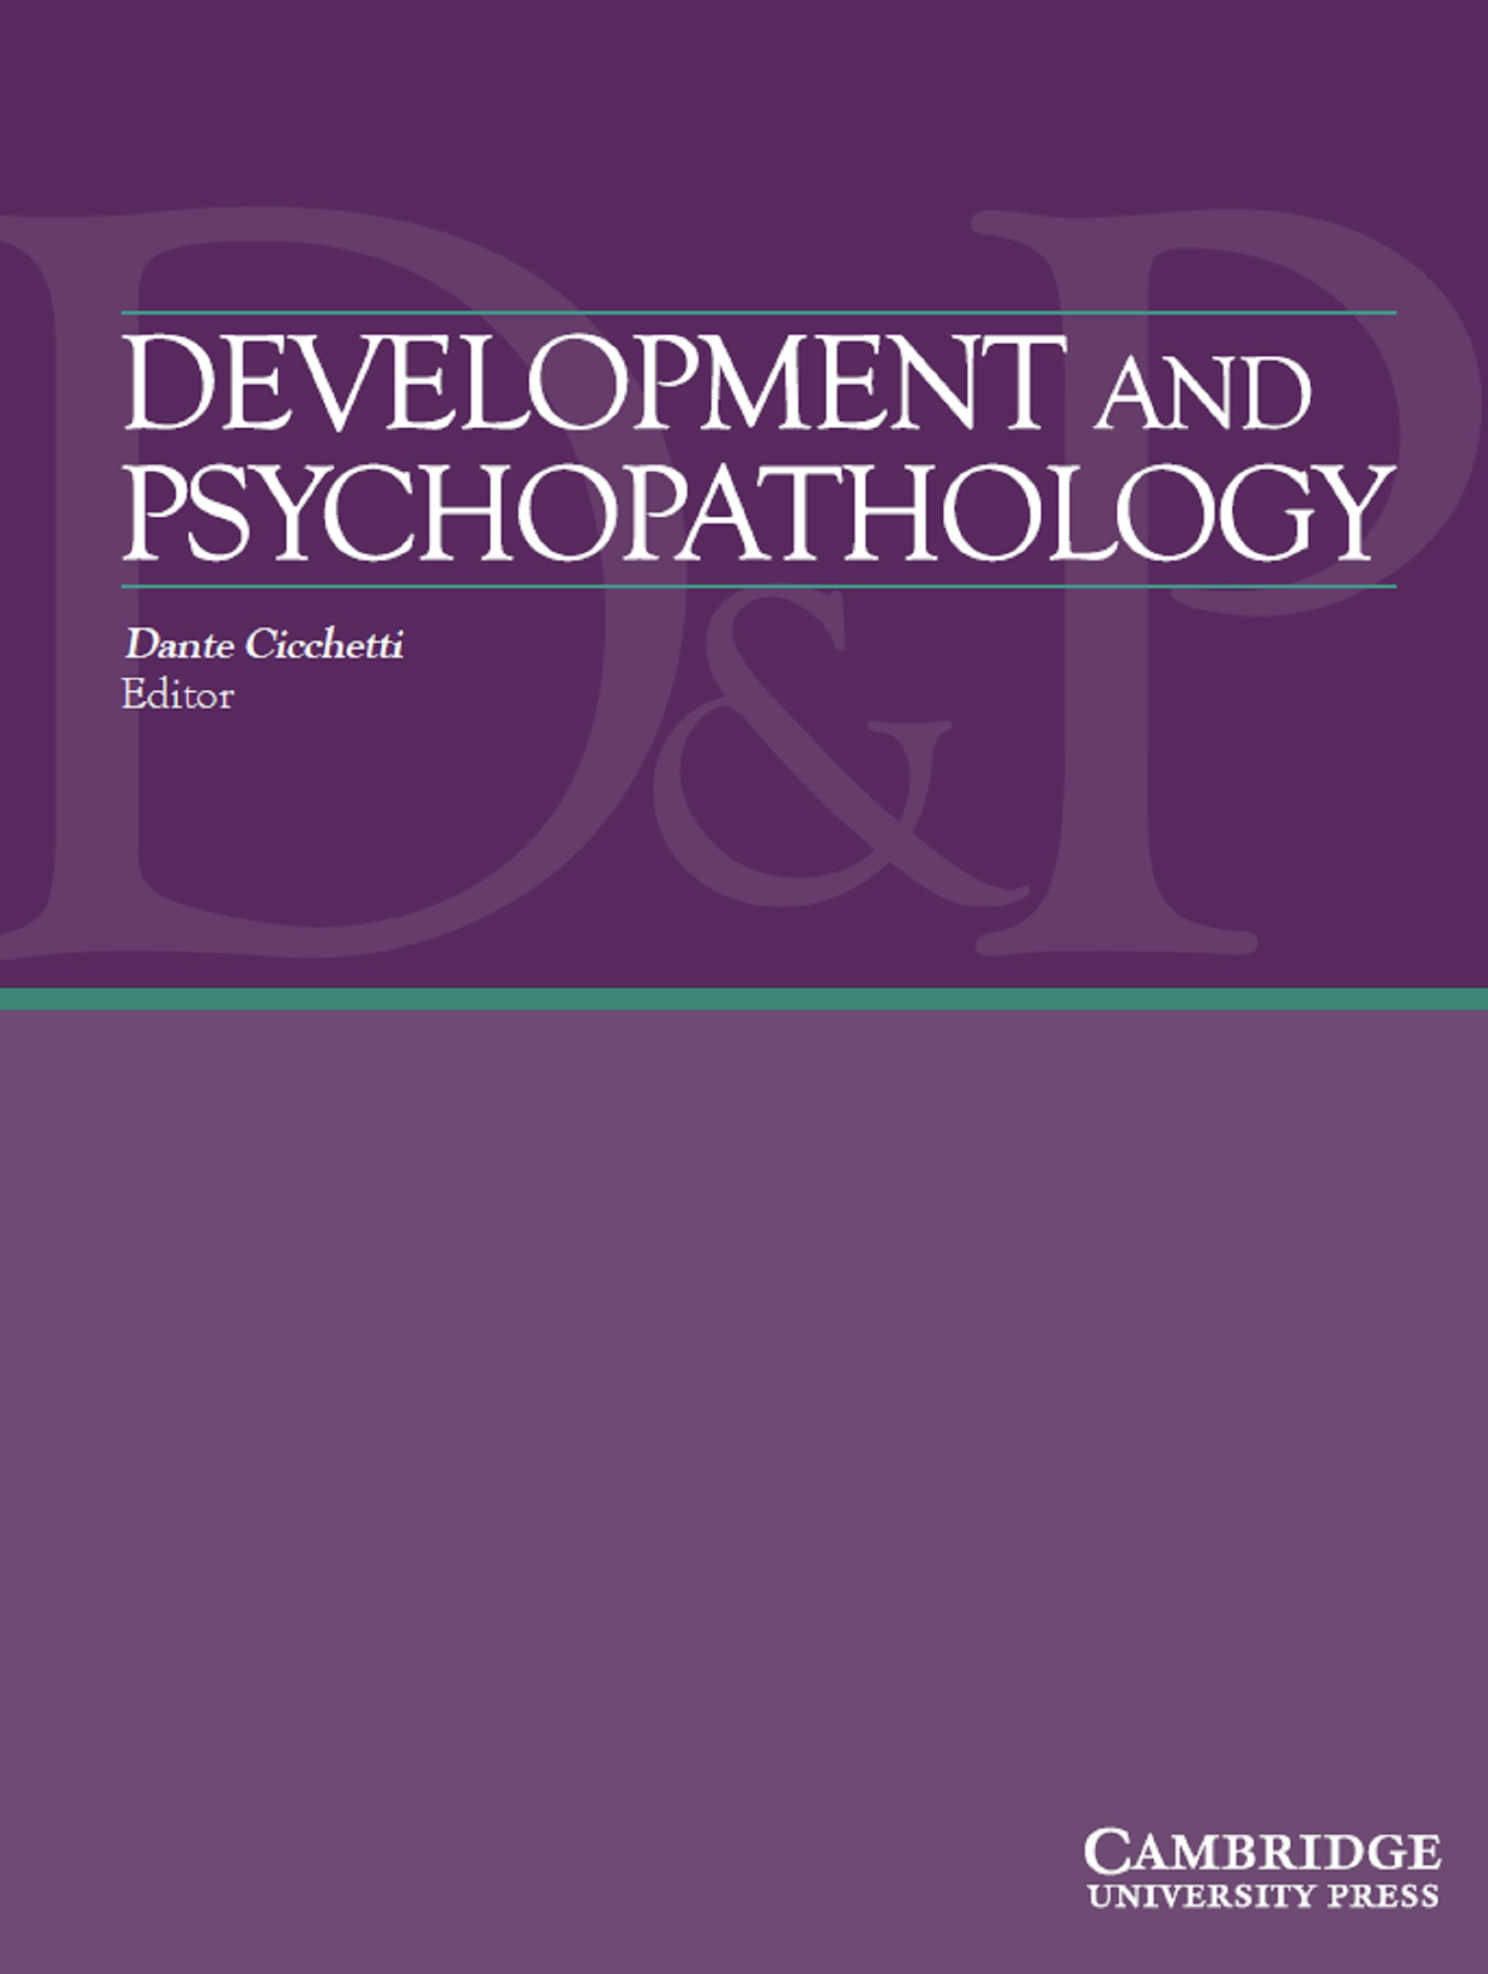 D&P
DEVELOPMENT AND
PSYCHOPATHOLOGY
Dante Cicchetti
Editor
CAMBRIDGE
UNIVERSITY PRESS